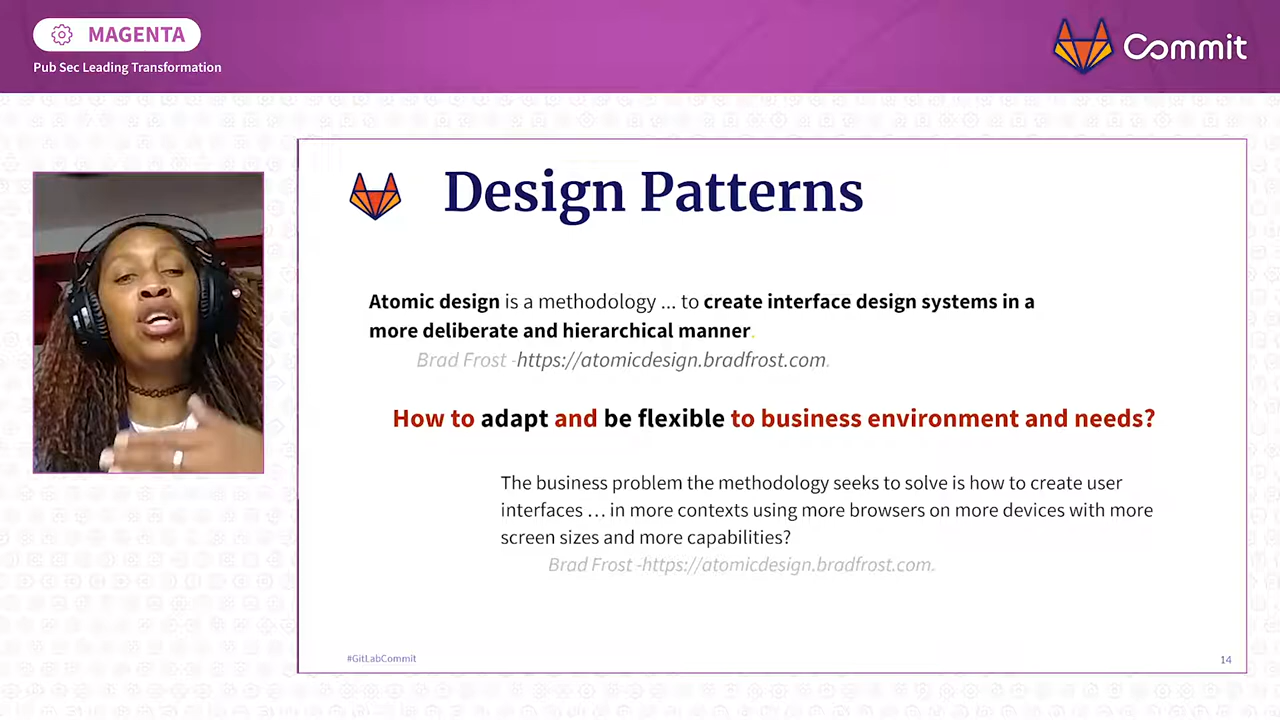 MAGENTA
Pub Sec Leading Transformation
Commit
Design Patterns
Atomic design is a methodology ... to create interface design systems in a
more deliberate and hierarchical manner.
Brad Frost -https://atomicdesign.bradfrost.com.
How to adapt and be flexible to business environment and needs?
The business problem the methodology seeks to solve is how to create user
interfaces ... in more contexts using more browsers on more devices with more
screen sizes and more capabilities?
Brad Frost -https://atomicdesign.bradfrost.com.
#GitLabCommit
14